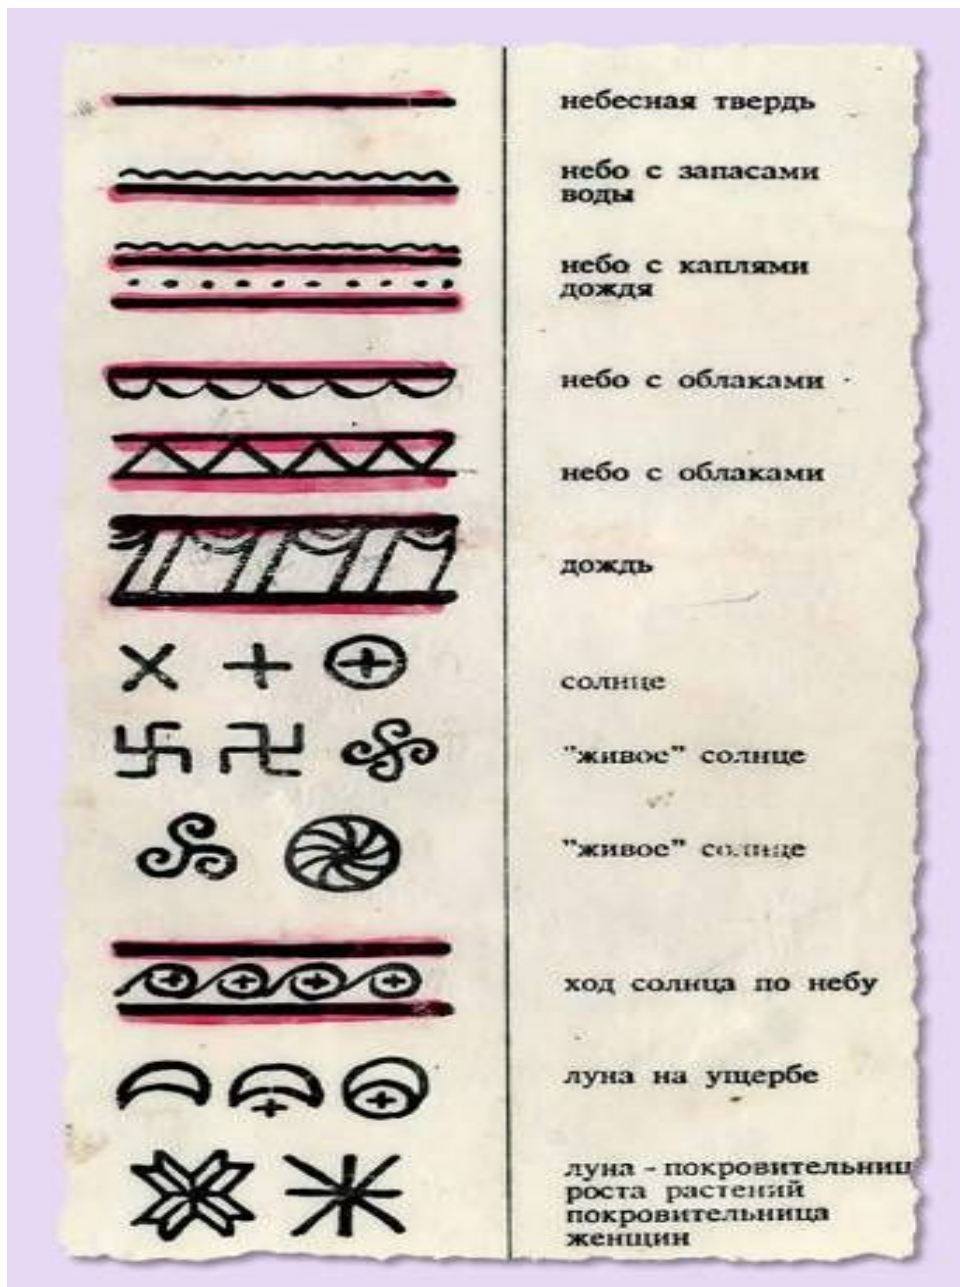 небесная твердь
небо с запасами
воды
небо с каплями
дождя
небо с облаками
небо с облаками
дождь
солнце
"живое" солнце
"живое" солнце
ход солнца по небу
луна на ущербе
луна - покровительниц
роста растений
покровительница
женщин